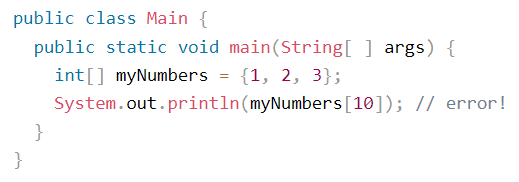 public class Main {
  public static void main(String[ ] args) {
    int[] myNumbers = {1, 2, 3};
    System.out.println(myNumbers[10]); // error!
  }
}